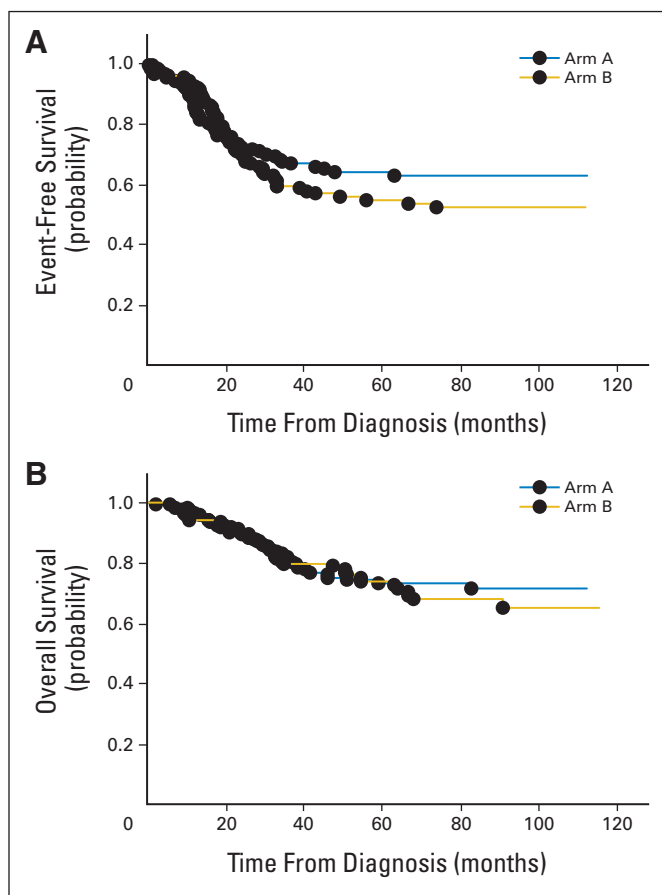 A
Event-Free Survival
(probability)
1.0
0.8
0.6
0.4
0.2
0
20
40
60
80
100
120
Time From Diagnosis (months)
Arm A
Arm B
B
Overall Survival
(probability)
1.0
0.8
0.6
0.4
0.2
0
20
40
60
80
100
120
Time From Diagnosis (months)
Arm A
Arm B